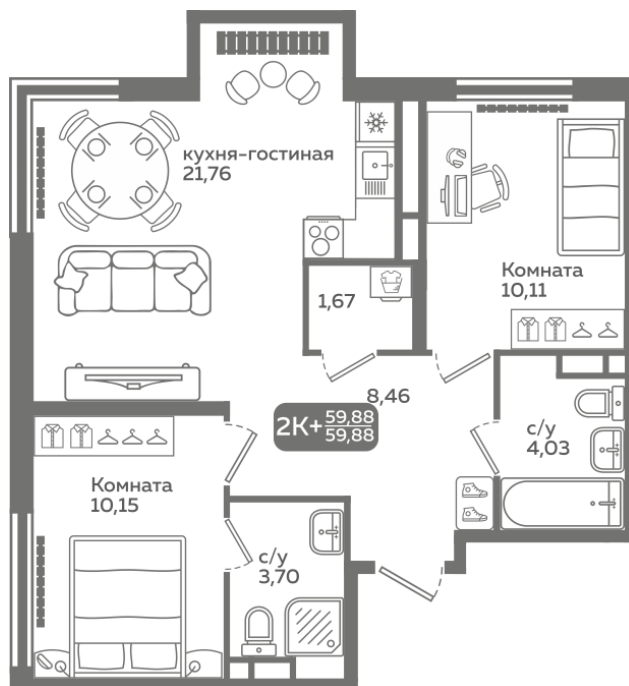 кухня-гостиная
21,76
Комната
10,11
1,67
8,46
2К+ 59,88
59,88
с/у
4,03
Комната
10,15
с/у
3,70